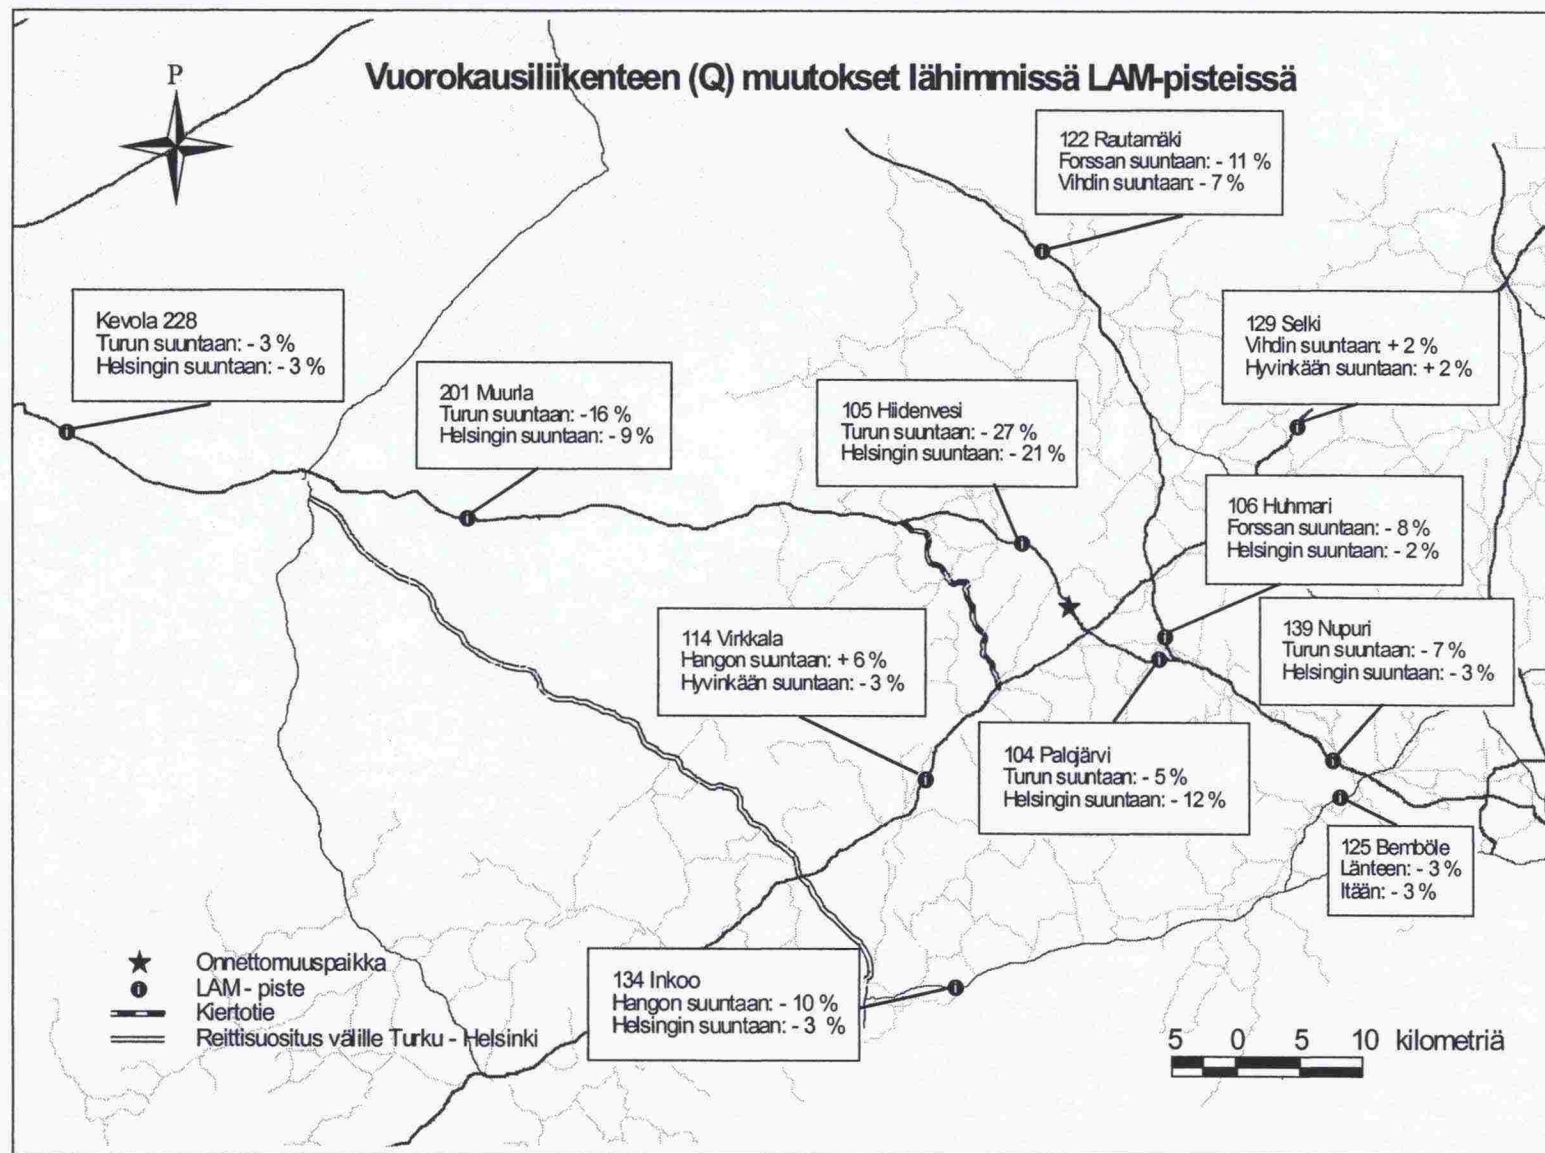 Vuorokausiliikenteen (Q) muutokset lähimmissä LAM-pisteissä
P
122 Rautamäki
Forssan suuntaan: - 11 %
Vihdin suuntaan: - 7 %
Kevola 228
Turun suuntaan: - 3 %
Helsingin suuntaan: - 3 %
129 Selki
Vihdin suuntaan: + 2 %
Hyvinkään suuntaan: + 2 %
201 Muurla
Turun suuntaan: -16 %
Helsingin suuntaan: - 9 %
105 Hiidenvesi
Turun suuntaan: - 27 %
Helsingin suuntaan: - 21 %
106 Huhmari
Forssan suuntaan: - 8 %
Helsingin suuntaan: - 2 %
114 Virkkala
Hangon suuntaan: + 6 %
Hyvinkään suuntaan: - 3 %
139 Nupuri
Turun suuntaan: - 7 %
Helsingin suuntaan: - 3 %
104 Palojärvi
Turun suuntaan: - 5 %
Helsingin suuntaan: - 12 %
125 Bemböle
Länteen: - 3 %
Itään: - 3 %
134 Inkoo
Hangon suuntaan: - 10 %
Helsingin suuntaan: - 3 %
Onnettomuuspaikka
LAM - piste
Kiertotie
Reittisuositus välille Turku - Helsinki
5 0 5 10 kilometriä